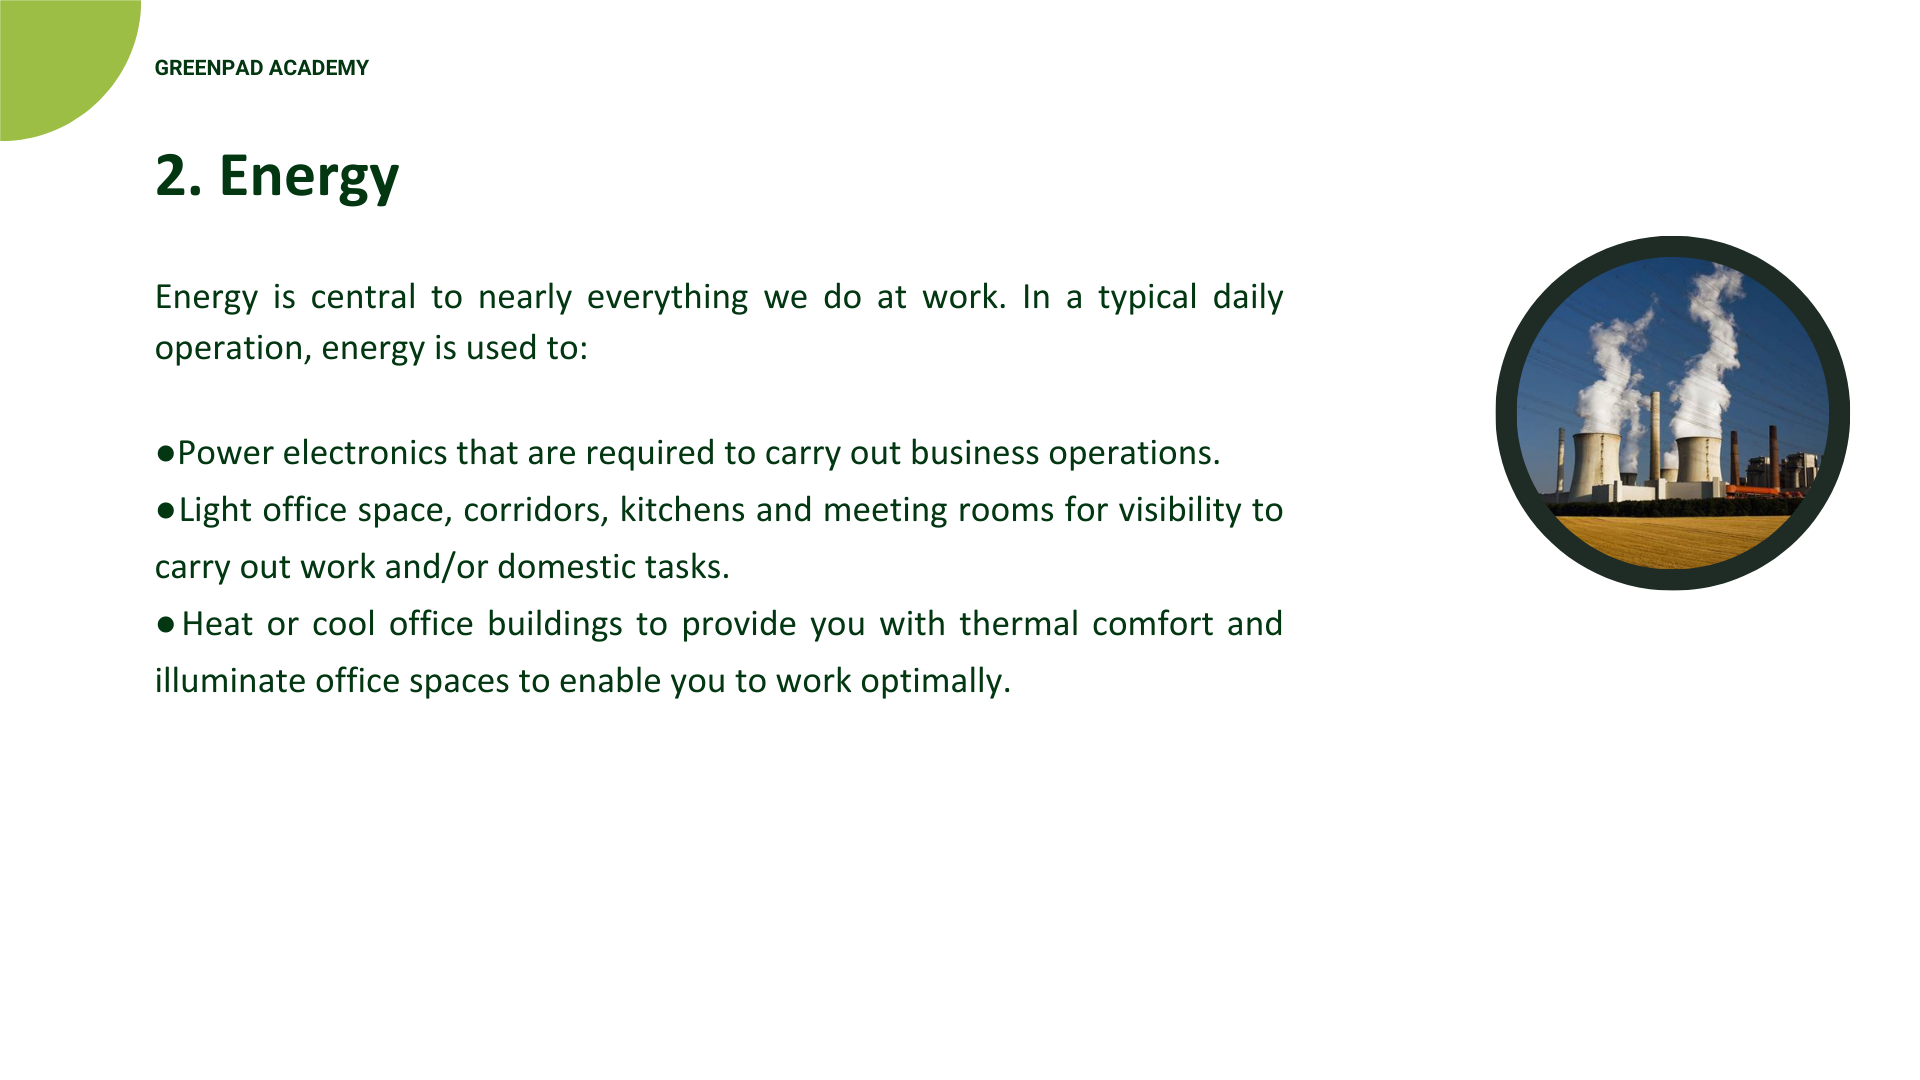 GREENPAD ACADEMY
2. Energy
Energy is central to nearly everything we do at work. In a typical daily
operation, energy is used to:
●Power electronics that are required to carry out business operations.
●Light office space, corridors, kitchens and meeting rooms for visibility to
carry out work and/or domestic tasks.
●Heat or cool office buildings to provide you with thermal comfort and
illuminate office spaces to enable you to work optimally.